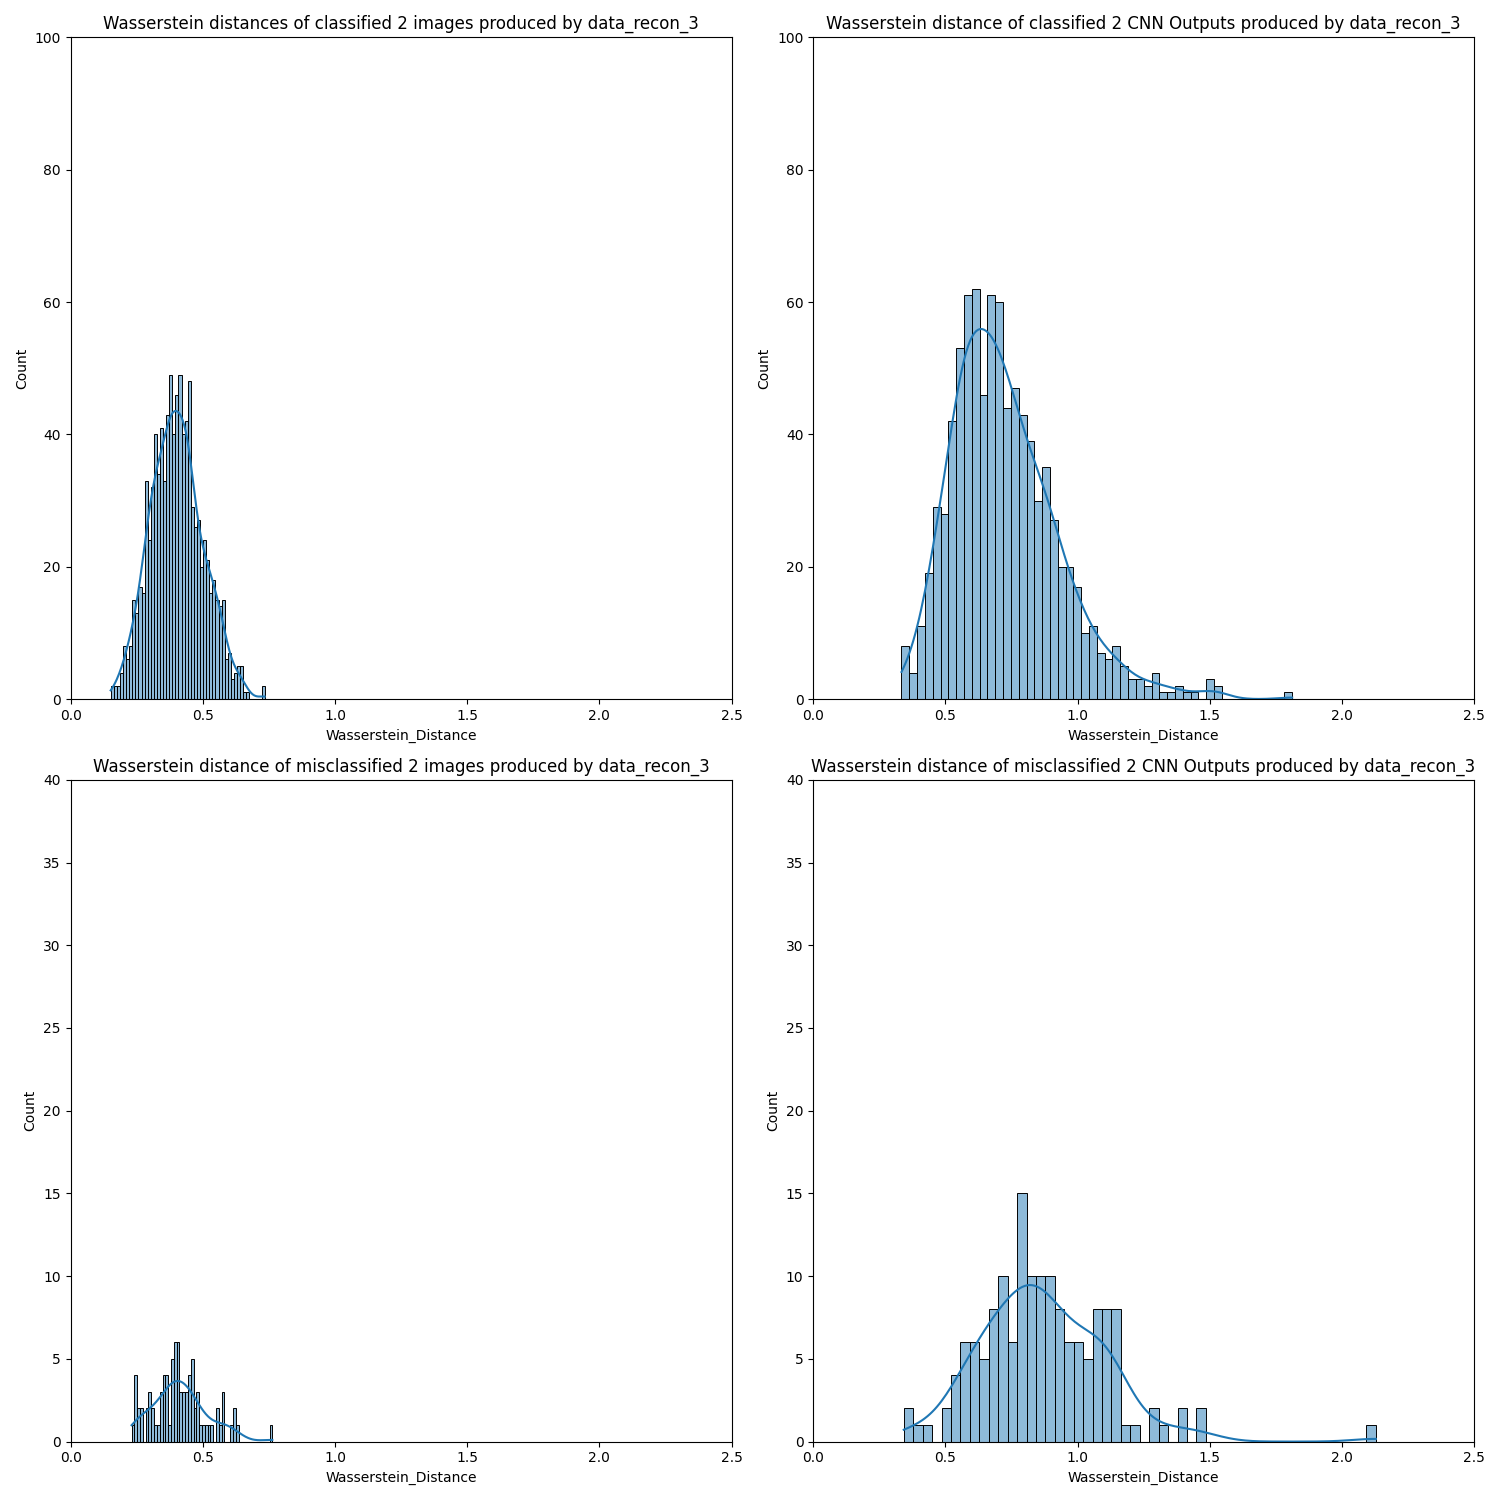 Wasserstein distances of classified 2 images produced by data_recon_3
100
80
60
40
20
0
Count
0.0 0.5 1.0 1.5 2.0 2.5
Wasserstein_Distance
Wasserstein distance of classified 2 CNN Outputs produced by data_recon_3
100
80
60
40
20
0
Count
0.0 0.5 1.0 1.5 2.0 2.5
Wasserstein_Distance
Wasserstein distance of misclassified 2 images produced by data_recon_3
40
35
30
25
20
15
10
5
0
Count
0.0 0.5 1.0 1.5 2.0 2.5
Wasserstein_Distance
Wasserstein distance of misclassified 2 CNN Outputs produced by data_recon_3
40
35
30
25
20
15
10
5
0
Count
0.0 0.5 1.0 1.5 2.0 2.5
Wasserstein_Distance